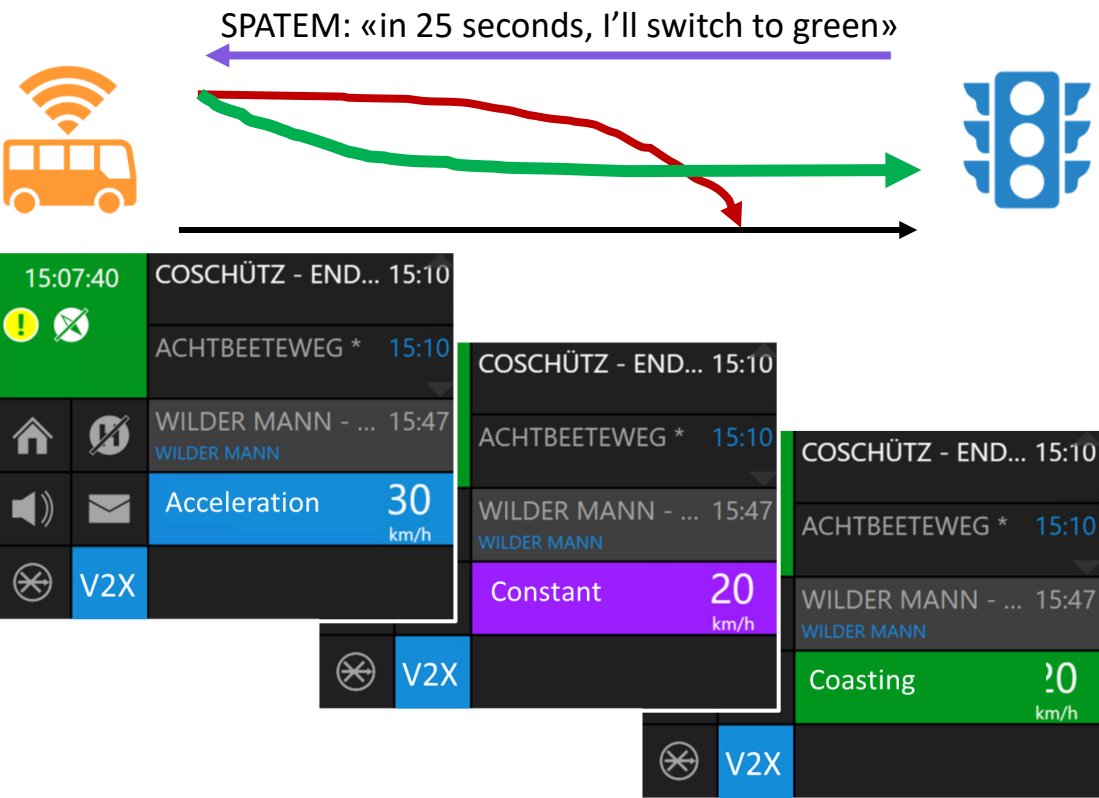 SPATEM: «in 25 seconds, I'll switch to green»
15:07:40
COSCHÜTZ - END... 15:10
ACHTBEETEWEG * 15:10
WILDER MANN - ... 15:47
WILDER MANN
Acceleration 30
km/h
V2X
COSCHÜTZ - END... 15:10
ACHTBEETEWEG * 15:10
WILDER MANN - ... 15:47
WILDER MANN
Constant 20
km/h
V2X
COSCHÜTZ - END... 15:10
ACHTBEETEWEG * 15:10
WILDER MANN - ... 15:47
WILDER MANN
Coasting
km/h
V2X